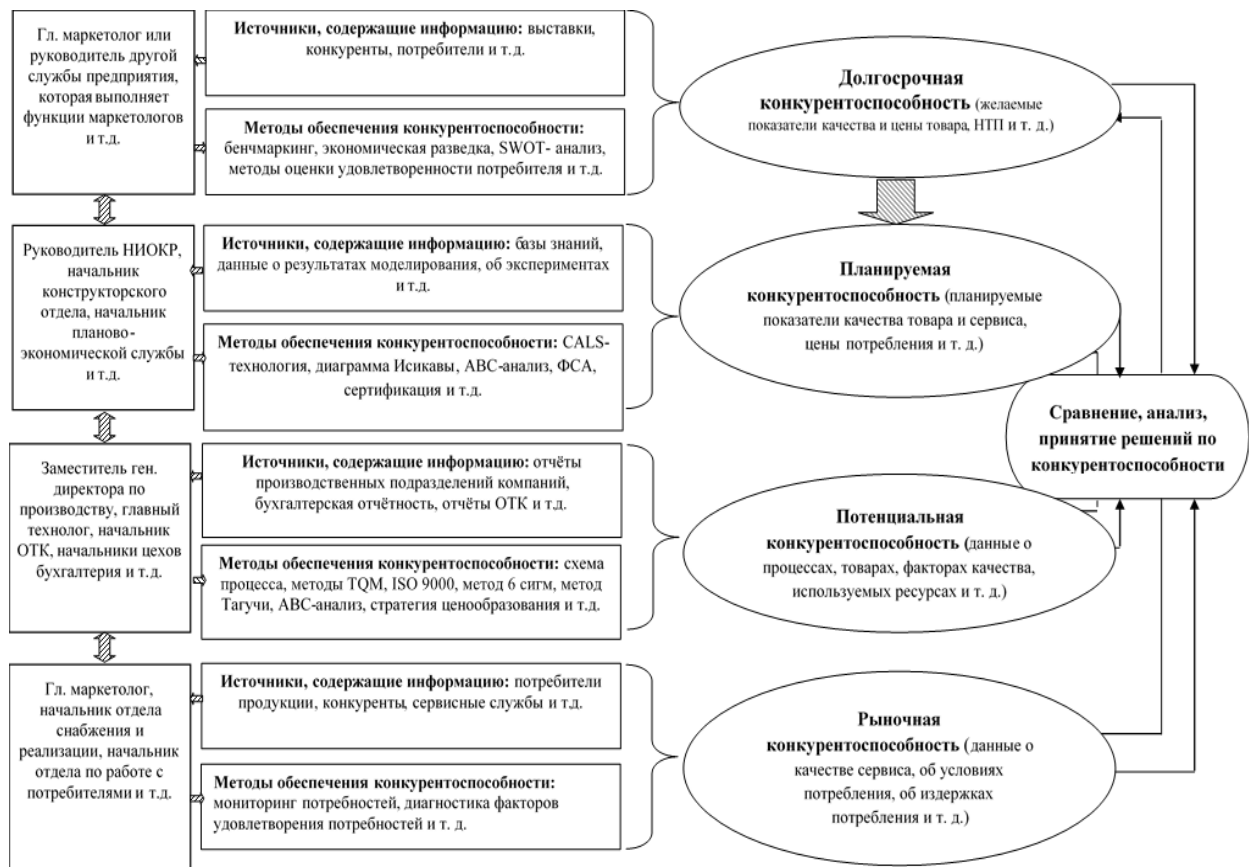 Гл. маркетолог или
руководитель другой
службы предприятия,
которая выполняет
функции маркетологов
и т.д.
Источники, содержащие информацию: выставки,
конкуренты, потребители и т.д.
Методы обеспечения конкурентоспособности:
бенчмаркинг, экономическая разведка, SWOT- анализ,
методы оценки удовлетворенности потребителя и т.д.
Долгосрочная
конкурентоспособность (желаемые
показатели качества и цены товара, НТП и т. д.)
Руководитель НИОКР,
начальник
конструкторского
отдела, начальник
планово-
экономической службы
и т.д.
Источники, содержащие информацию: базы знаний,
данные о результатах моделирования, об экспериментах
и т.д.
Методы обеспечения конкурентоспособности: CALS-
технология, диаграмма Исикавы, АВС-анализ, ФСА,
сертификация и т.д.
Планируемая
конкурентоспособность (планируемые
показатели качества товара и сервиса,
цены потребления и т. д.)
Сравнение, анализ,
принятие решений по
конкурентоспособности
Заместитель ген.
директора по
производству, главный
технолог, начальник
ОТК, начальники цехов
бухгалтерия и т.д.
Источники, содержащие информацию: отчёты
производственных подразделений компаний,
бухгалтерская отчётность, отчёты ОТК и т.д.
Методы обеспечения конкурентоспособности: схема
процесса, методы TQM, ISO 9000, метод 6 сигм, метод
Тагучи, АВС-анализ, стратегия ценообразования и т.д.
Потенциальная
конкурентоспособность (данные о
процессах, товарах, факторах качества,
используемых ресурсах и т. д.)
Гл. маркетолог,
начальник отдела
снабжения и
реализации, начальник
отдела по работе с
потребителями и т.д.
Источники, содержащие информацию: потребители
продукции, конкуренты, сервисные службы и т.д.
Методы обеспечения конкурентоспособности:
мониторинг потребностей, диагностика факторов
удовлетворения потребностей и т. д.
Рыночная
конкурентоспособность (данные о
качестве сервиса, об условиях
потребления, об издержках
потребления и т. д.)